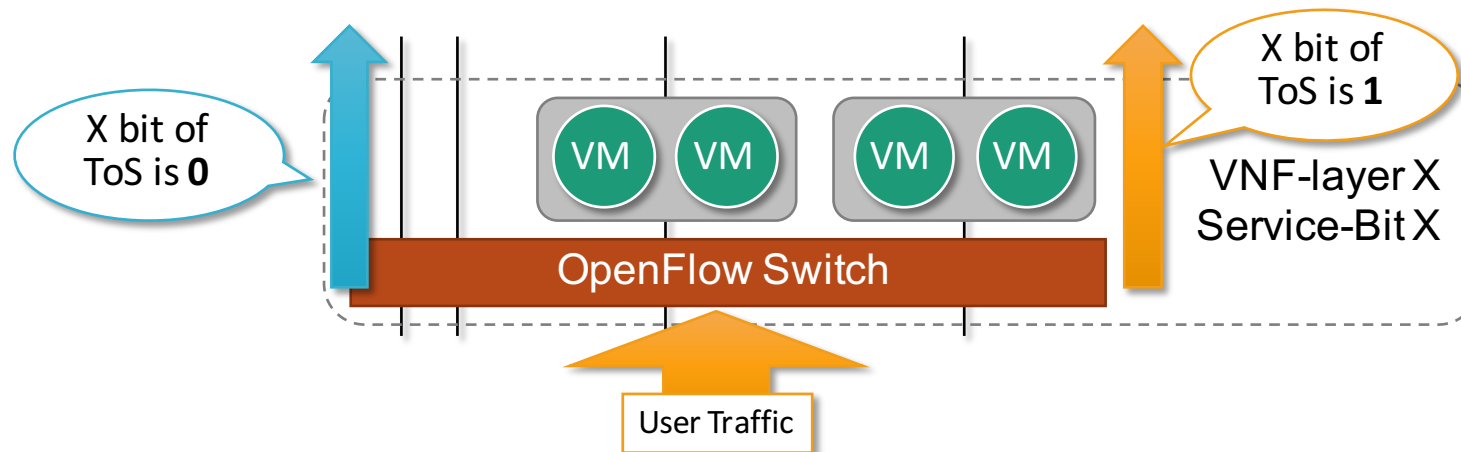 X bit of
ToS is 0
VM
VM
VM
VM
X bit of
ToS is 1
VNF-layer X
Service-Bit X
OpenFlow Switch
User Traffic